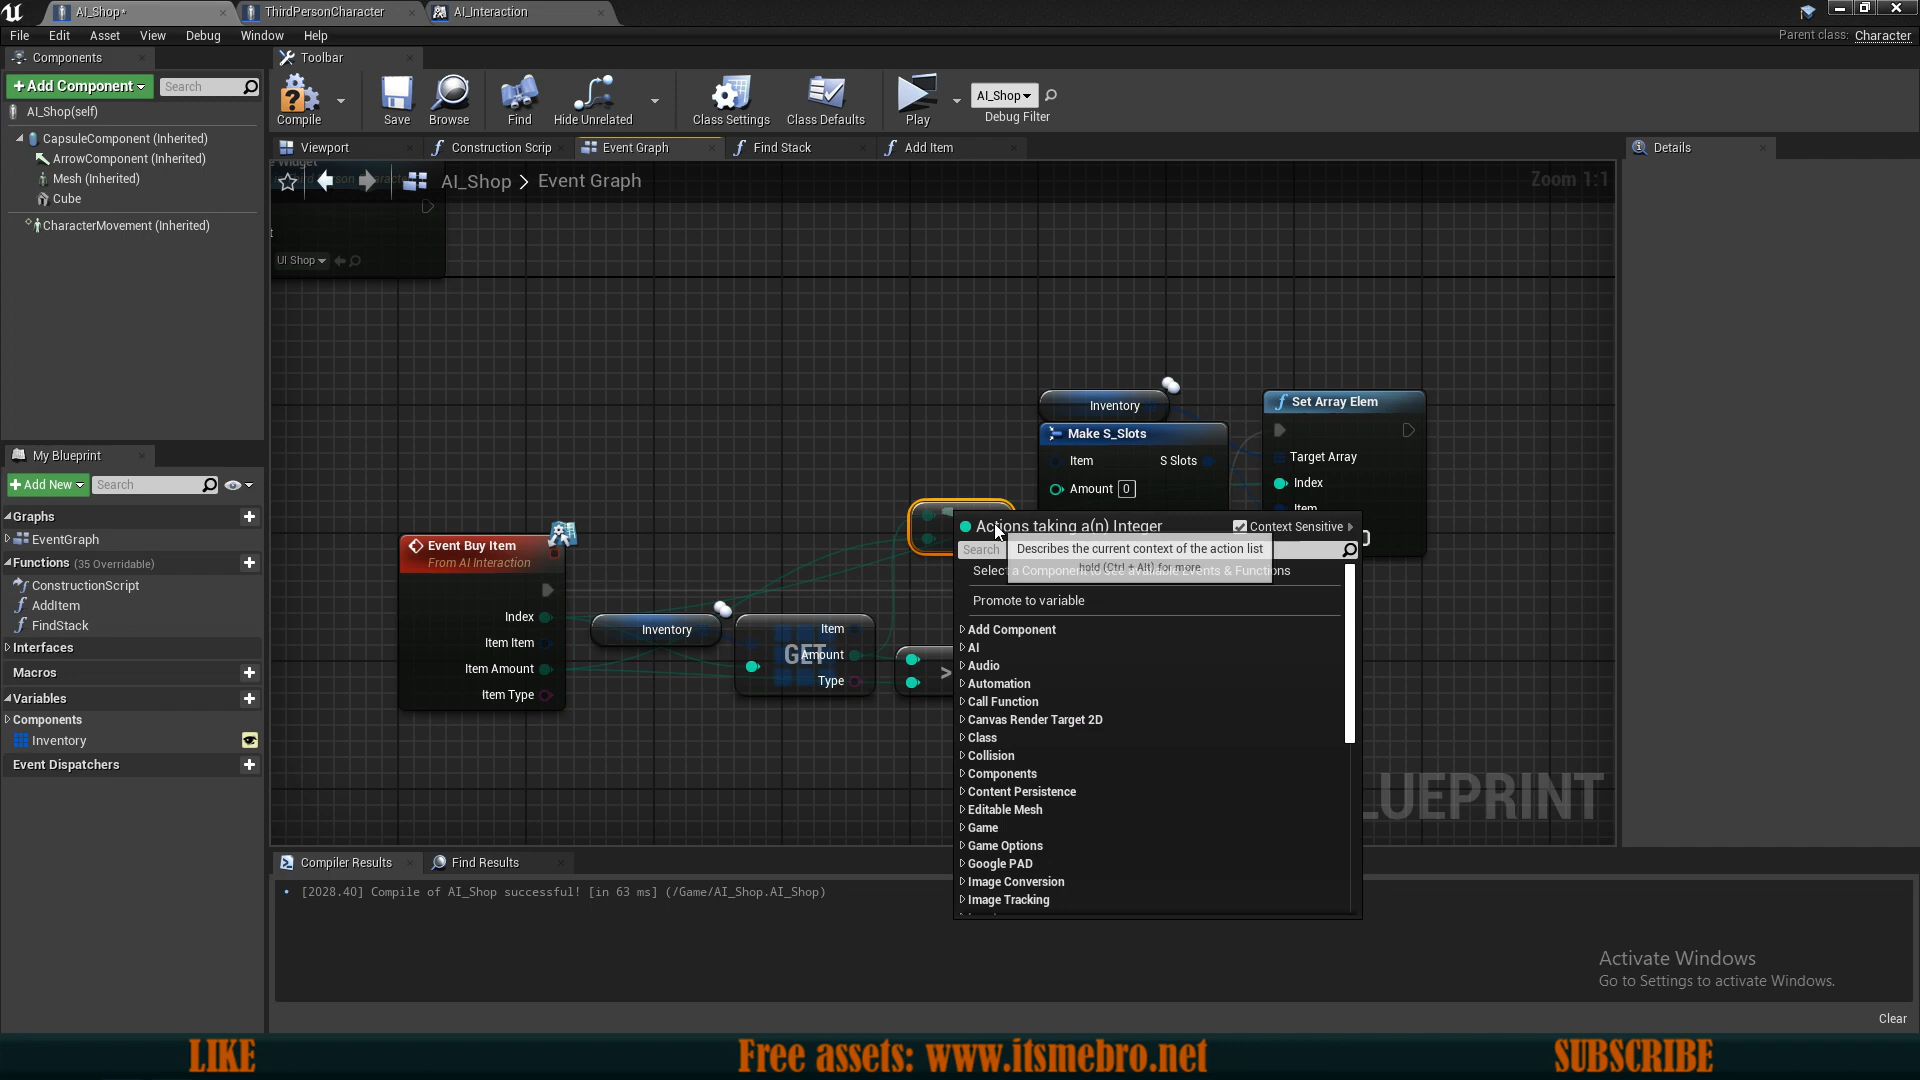 AI_Shop*
ThirdPersonCharacter
AI_Interaction
File Edit Asset View Debug Window Help
Parent class: Character
Components
Toolbar
+Add Component
Search
AI_Shop(self)
CapsuleComponent (Inherited)
ArrowComponent (Inherited)
Mesh (Inherited)
Cube
CharacterMovement (Inherited)
Compile
Save
Browse
Find
Hide Unrelated
Class Settings
Class Defaults
Play
AI_Shop
Debug Filter
Viewport
Construction Scrip
Event Graph
Find Stack
Add Item
Details
AI_Shop > Event Graph
Zoom 1:1
UI Shop
Inventory
Make S_Slots
Item
S Slots
Amount 0
Set Array Elem
Target Array
Index
Item
Event Buy Item
From AI Interaction
Index
Item Item
Item Amount
Item Type
Inventory
GET
Item
Amount
Type
>
Actions taking a(n) Integer
Context Sensitive
Search
Describes the current context of the action list
hold (Ctrl + Alt) for more
Select a Component to see available Events & Functions
Promote to variable
Add Component
AI
Audio
Automation
Call Function
Canvas Render Target 2D
Class
Collision
Components
Content Persistence
Editable Mesh
Game
Game Options
Google PAD
Image Conversion
Image Tracking
My Blueprint
+Add New
Search
Graphs
EventGraph
Functions (35 Overridable)
ConstructionScript
AddItem
FindStack
Interfaces
Macros
Variables
Components
Inventory
Event Dispatchers
Compiler Results
Find Results
[2028.40] Compile of AI_Shop successful! [in 63 ms] (/Game/AI_Shop.AI_Shop)
Activate Windows
Go to Settings to activate Windows.
Clear
LIKE
Free assets: www.itsmebro.net
SUBSCRIBE